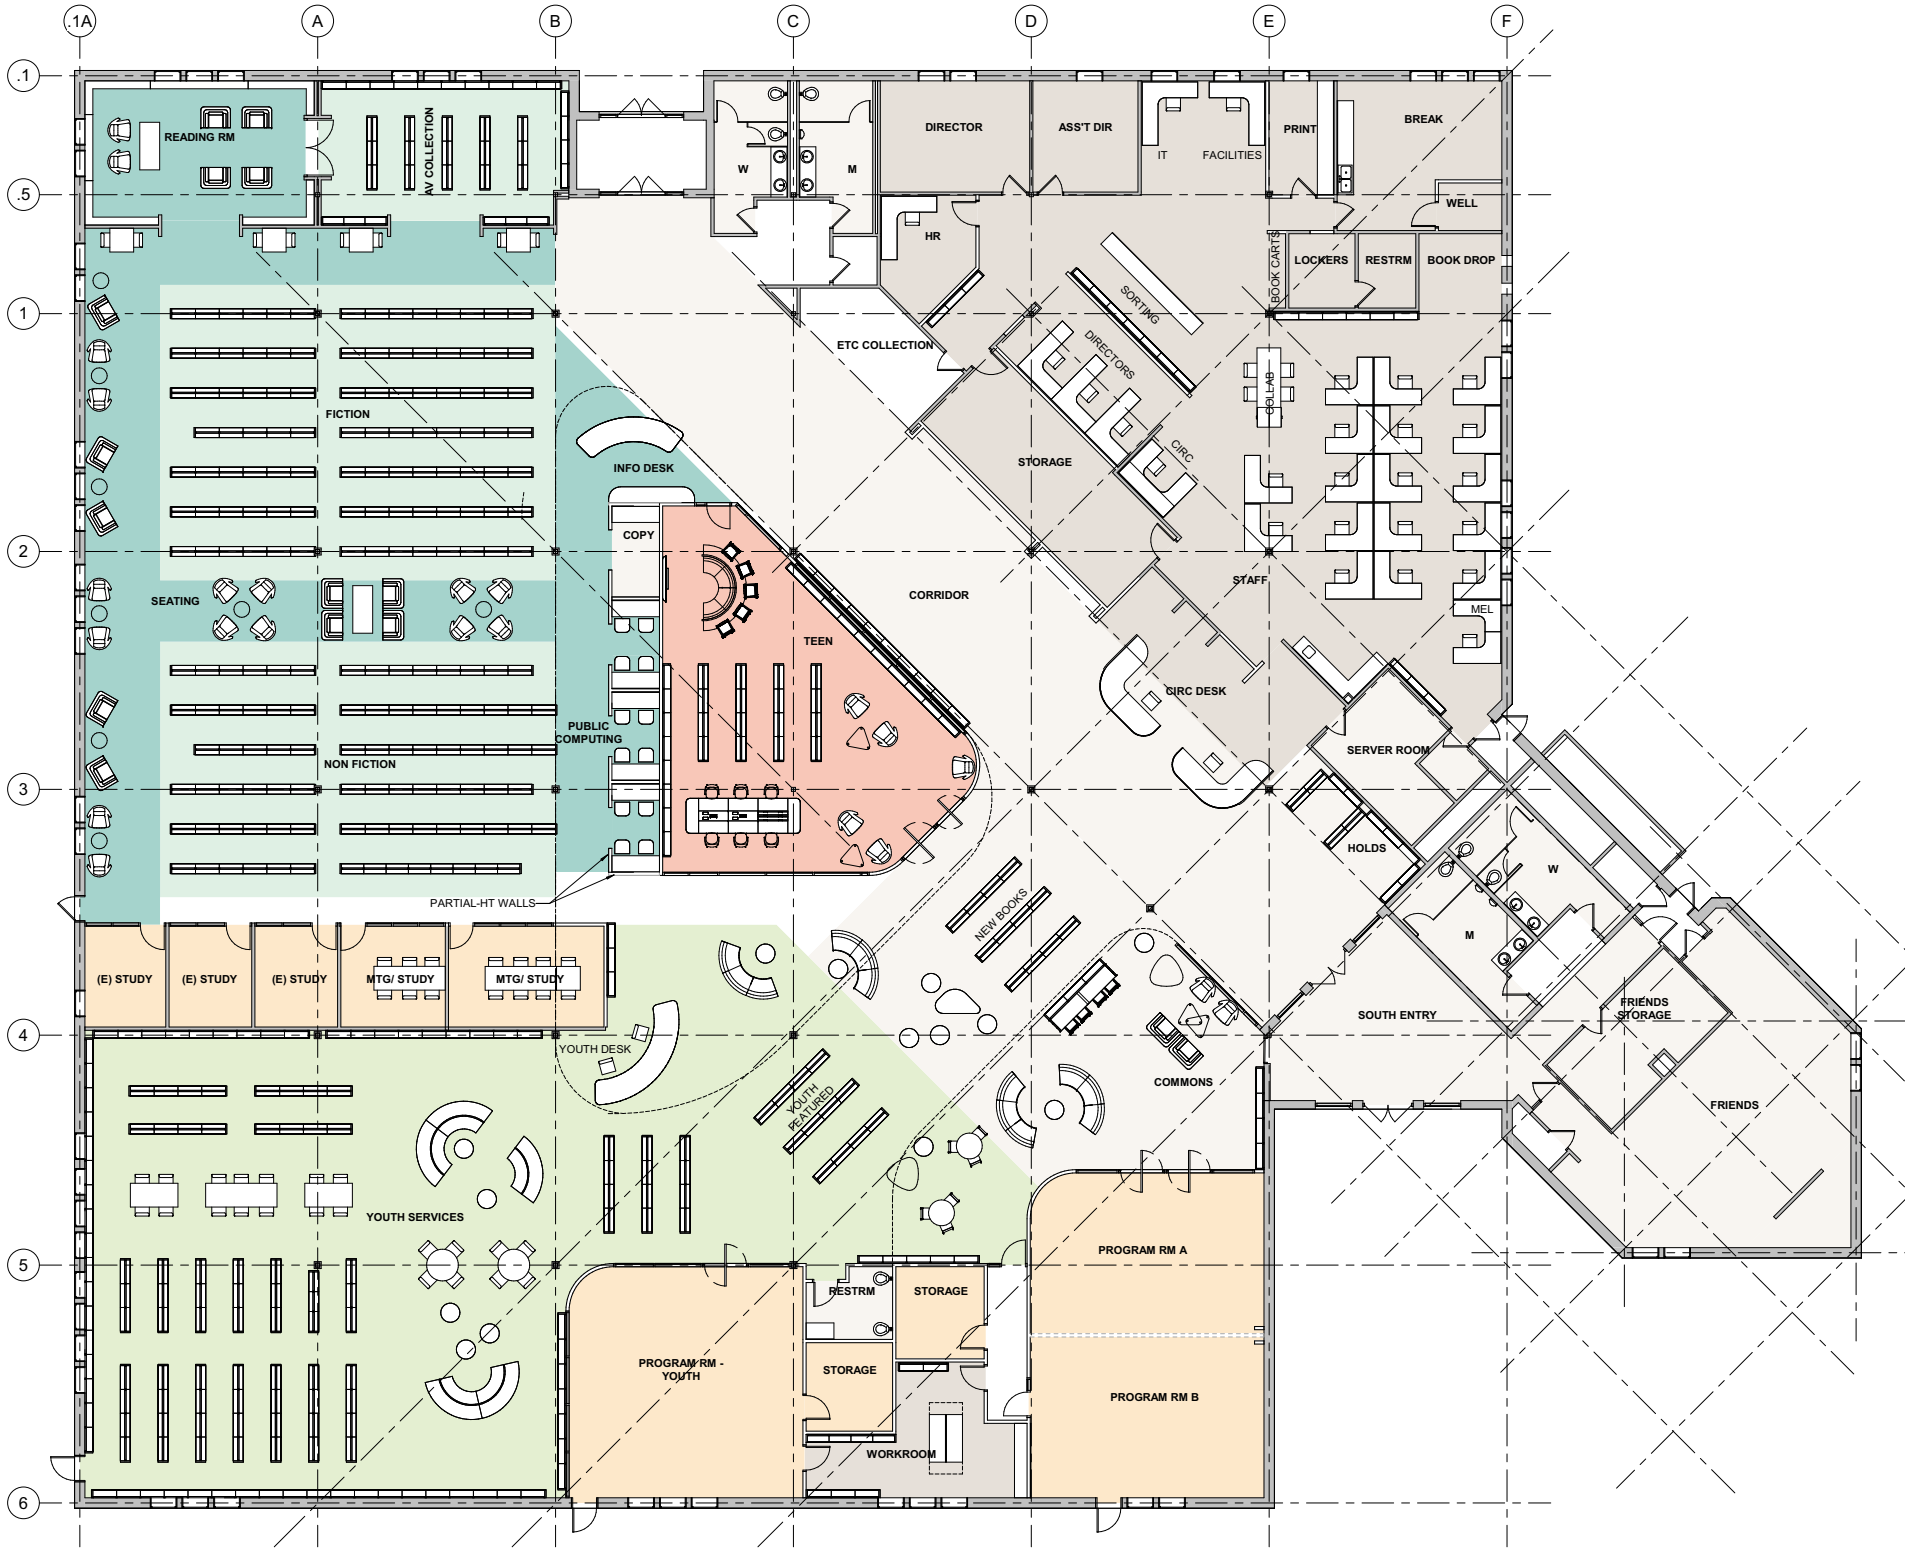 .1A
A
B
C
D
E
F
.1
.5
1
2
3
4
5
6
READING RM
AV COLLECTION
W
M
DIRECTOR
ASS'T DIR
IT
FACILITIES
PRINT
BREAK
WELL
HR
BOOK CARTS
LOCKERS
RESTRM
BOOK DROP
SORTING
ETC COLLECTION
DIRECTORS
COLLAB
FICTION
INFO DESK
STORAGE
CIRC
COPY
STAFF
SEATING
CORRIDOR
MEL
TEEN
CIRC DESK
PUBLIC
COMPUTING
SERVER ROOM
NON FICTION
HOLDS
W
PARTIAL-HT WALLS
NEW BOOKS
M
(E) STUDY
(E) STUDY
(E) STUDY
MTG/ STUDY
MTG/ STUDY
FRIENDS
STORAGE
SOUTH ENTRY
YOUTH DESK
COMMONS
YOUTH
FEATURED
FRIENDS
YOUTH SERVICES
PROGRAM RM A
RESTRM
STORAGE
PROGRAM RM -
YOUTH
STORAGE
PROGRAM RM B
WORKROOM